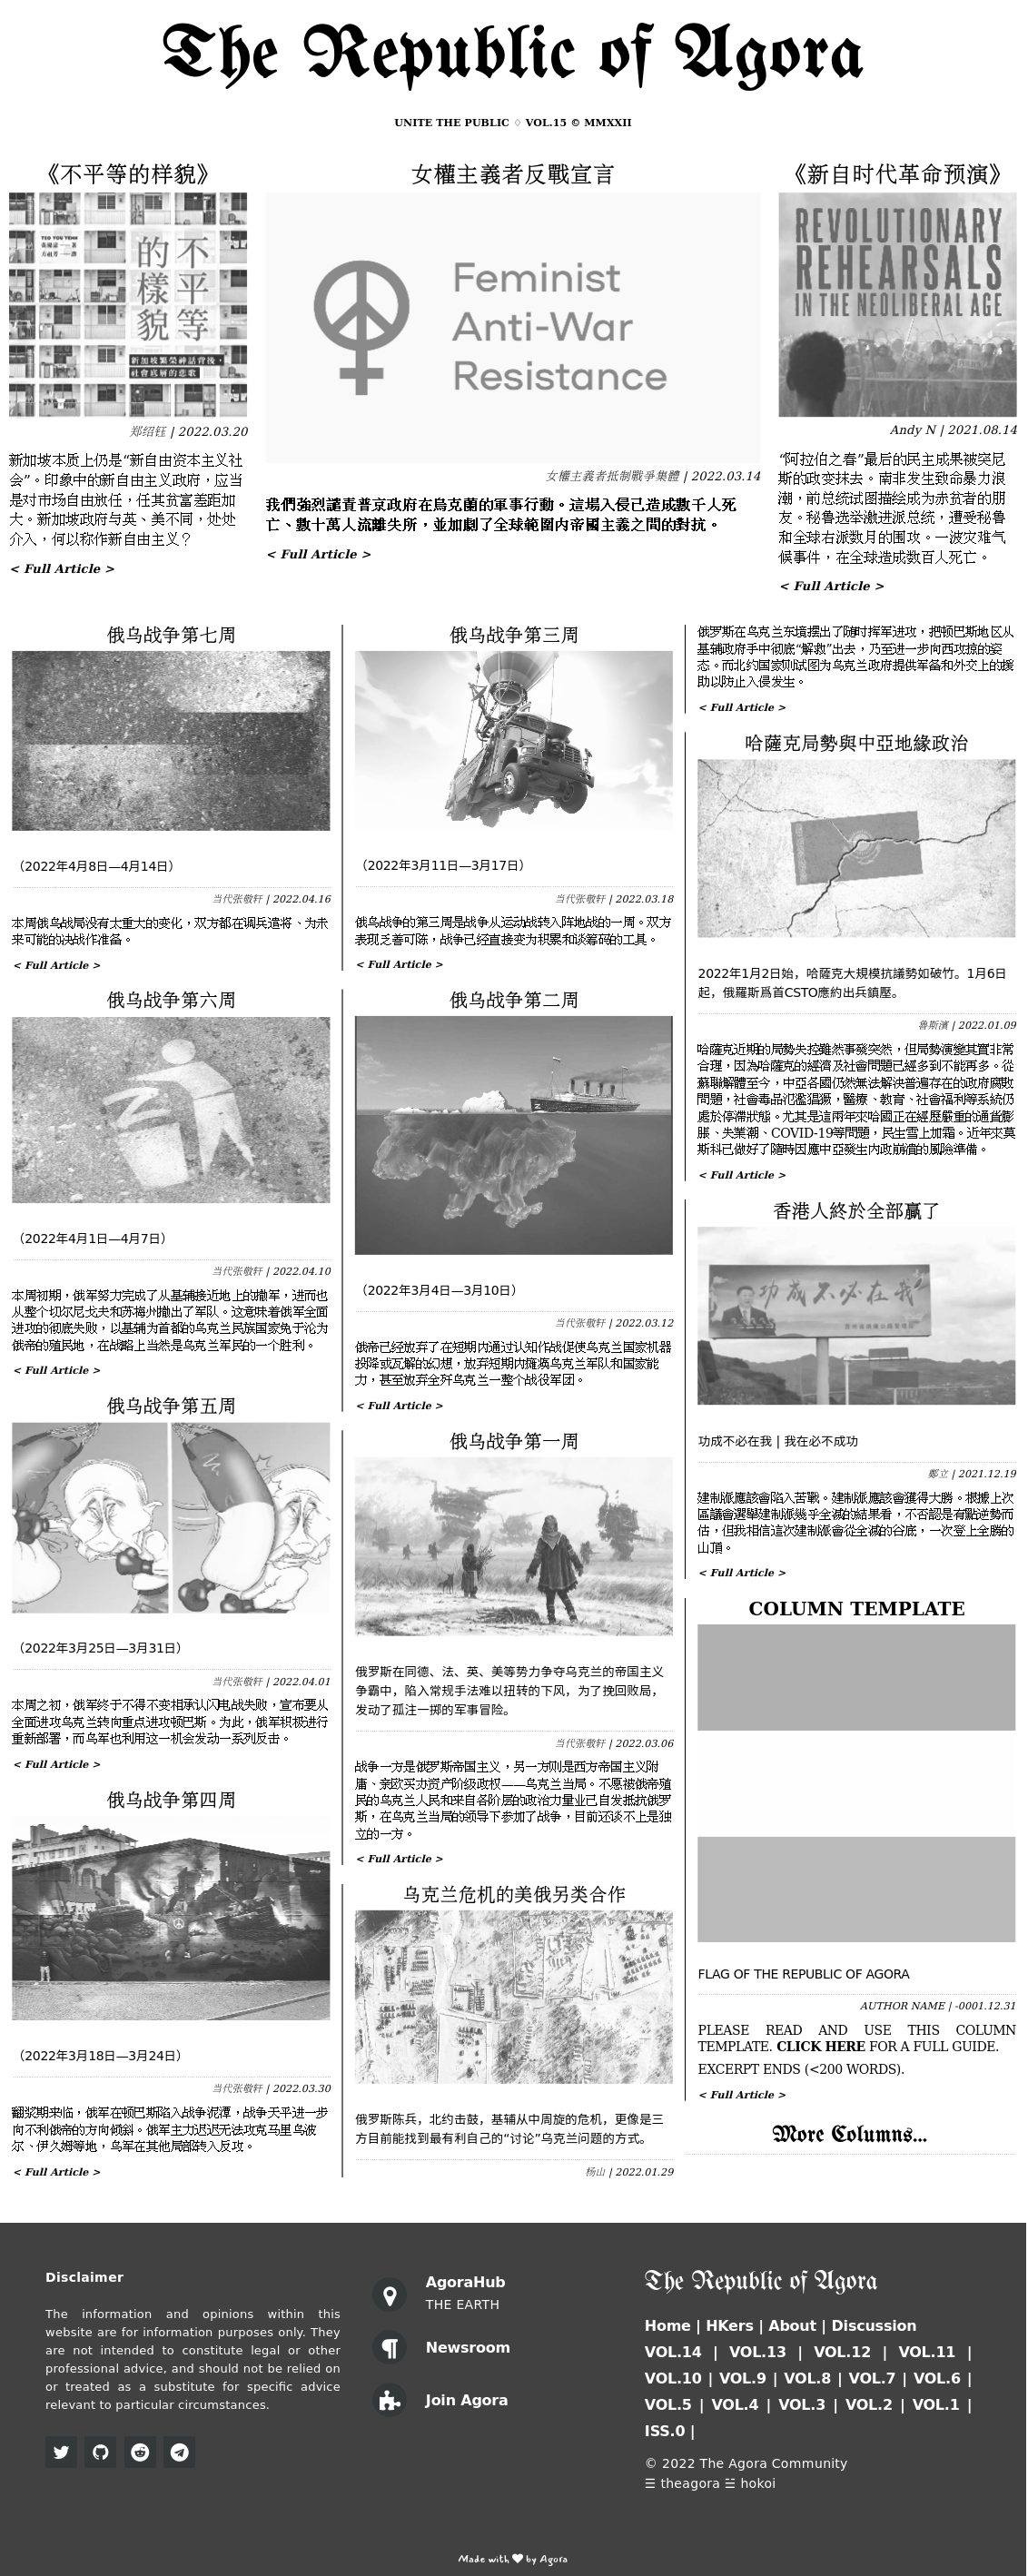 The Republic of Agora
UNITE THE PUBLIC ♢ VOL.15 © MMXXII
《不平等的样貌》
不平等
的樣貌
TEO YOU YENN
新加坡繁榮神話背後，
社會底層的悲歌
郑绍钰 | 2022.03.20
新加坡本质上仍是“新自由资本主义社
会”。印象中的新自由主义政府，应当
是对市场自由放任，任其贫富差距加
大。新加坡政府与英、美不同，处处
介入，何以称作新自由主义？
< Full Article >
女權主義者反戰宣言
Feminist
Anti-War
Resistance
女權主義者抵制戰爭集體 | 2022.03.14
我們強烈譴責普京政府在烏克蘭的軍事行動。這場入侵已造成數千人死
亡、數十萬人流離失所，並加劇了全球範圍内帝國主義之間的對抗。
< Full Article >
《新自时代革命预演》
REVOLUTIONARY
REHEARSALS
IN THE NEOLIBERAL AGE
Andy N | 2021.08.14
“阿拉伯之春”最后的民主成果被突尼
斯的政变抹去。南非发生致命暴力浪
潮，前总统试图描绘成为赤贫者的朋
友。秘鲁选举激进派总统，遭受秘鲁
和全球右派数月的围攻。一波灾难气
候事件，在全球造成数百人死亡。
< Full Article >
俄乌战争第七周
（2022年4月8日—4月14日）
当代张敬轩 | 2022.04.16
本周俄乌战局没有太重大的变化，双方都在调兵遣将、为未
来可能的决战作准备。
< Full Article >
俄乌战争第六周
（2022年4月1日—4月7日）
当代张敬轩 | 2022.04.10
本周初期，俄军努力完成了从基辅接近地上的撤军，进而也
从整个切尔尼戈夫和苏梅州撤出了军队。这意味着俄军全面
进攻的彻底失败，以基辅为首都的乌克兰民族国家免于沦为
俄帝的殖民地，在战略上当然是乌克兰军民的一个胜利。
< Full Article >
俄乌战争第五周
（2022年3月25日—3月31日）
当代张敬轩 | 2022.04.01
本周之初，俄军终于不得不变相承认闪电战失败，宣布要从
全面进攻乌克兰转向重点进攻顿巴斯。为此，俄军积极进行
重新部署，而乌军也利用这一机会发动一系列反击。
< Full Article >
俄乌战争第四周
（2022年3月18日—3月24日）
当代张敬轩 | 2022.03.30
翻浆期来临，俄军在顿巴斯陷入战争泥潭，战争天平进一步
向不利俄帝的方向倾斜。俄军主力迟迟无法攻克马里乌波
尔、伊久姆等地，乌军在其他局部转入反攻。
< Full Article >
俄乌战争第三周
（2022年3月11日—3月17日）
当代张敬轩 | 2022.03.18
俄乌战争的第三周是战争从运动战转入阵地战的一周。双方
表现乏善可陈，战争已经直接变为积累和谈筹码的工具。
< Full Article >
俄乌战争第二周
（2022年3月4日—3月10日）
当代张敬轩 | 2022.03.12
俄帝已经放弃了在短期内通过认知作战促使乌克兰国家机器
投降或瓦解的幻想，放弃短期内瘫痪乌克兰军队和国家能
力，甚至放弃全歼乌克兰一整个战役军团。
< Full Article >
俄乌战争第一周
俄罗斯在同德、法、英、美等势力争夺乌克兰的帝国主义
争霸中，陷入常规手法难以扭转的下风，为了挽回败局，
发动了孤注一掷的军事冒险。
当代张敬轩 | 2022.03.06
战争一方是俄罗斯帝国主义，另一方则是西方帝国主义附
庸、亲欧买办资产阶级政权——乌克兰当局。不愿被俄帝殖
民的乌克兰人民和来自各阶层的政治力量业已自发抵抗俄罗
斯，在乌克兰当局的领导下参加了战争，目前还谈不上是独
立的一方。
< Full Article >
乌克兰危机的美俄另类合作
俄罗斯陈兵，北约击鼓，基辅从中周旋的危机，更像是三
方目前能找到最有利自己的“讨论”乌克兰问题的方式。
杨山 | 2022.01.29
俄罗斯在乌克兰东境摆出了随时挥军进攻，把顿巴斯地区从
基辅政府手中彻底“解救”出去，乃至进一步向西攻掠的姿
态。而北约国家则试图为乌克兰政府提供军备和外交上的援
助以防止入侵发生。
< Full Article >
哈薩克局勢與中亞地緣政治
2022年1月2日始，哈薩克大規模抗議勢如破竹。1月6日
起，俄羅斯爲首CSTO應約出兵鎮壓。
魯斯濱 | 2022.01.09
哈薩克近期的局勢失控雖然事發突然，但局勢演變其實非常
合理，因為哈薩克的經濟及社會問題已經多到不能再多。從
蘇聯解體至今，中亞各國仍然無法解決普遍存在的政府腐敗
問題，社會毒品氾濫猖獗，醫療、教育、社會福利等系統仍
處於停滯狀態。尤其是這兩年來哈國正在經歷嚴重的通貨膨
脹、失業潮、COVID-19等問題，民生雪上加霜。近年來莫
斯科已做好了隨時因應中亞發生內政崩潰的風險準備。
< Full Article >
香港人終於全部贏了
功成不必在我
功成不必在我 | 我在必不成功
鄭立 | 2021.12.19
建制派應該會陷入苦戰。建制派應該會獲得大勝。根據上次
區議會選舉建制派幾乎全滅的結果看，不否認是有點逆勢而
估，但我相信這次建制派會從全滅的谷底，一次登上全勝的
山頂。
< Full Article >
COLUMN TEMPLATE
FLAG OF THE REPUBLIC OF AGORA
AUTHOR NAME | -0001.12.31
PLEASE READ AND USE THIS COLUMN
TEMPLATE. CLICK HERE FOR A FULL GUIDE.
EXCERPT ENDS (<200 WORDS).
< Full Article >
More Columns...
Disclaimer
The information and opinions within this
website are for information purposes only. They
are not intended to constitute legal or other
professional advice, and should not be relied on
or treated as a substitute for specific advice
relevant to particular circumstances.
AgoraHub
THE EARTH
Newsroom
Join Agora
The Republic of Agora
Home | HKers | About | Discussion
VOL.14 | VOL.13 | VOL.12 | VOL.11 |
VOL.10 | VOL.9 | VOL.8 | VOL.7 | VOL.6 |
VOL.5 | VOL.4 | VOL.3 | VOL.2 | VOL.1 |
ISS.0 |
© 2022 The Agora Community
☰ theagora ☱ hokoi
Made with ♥ by Agora